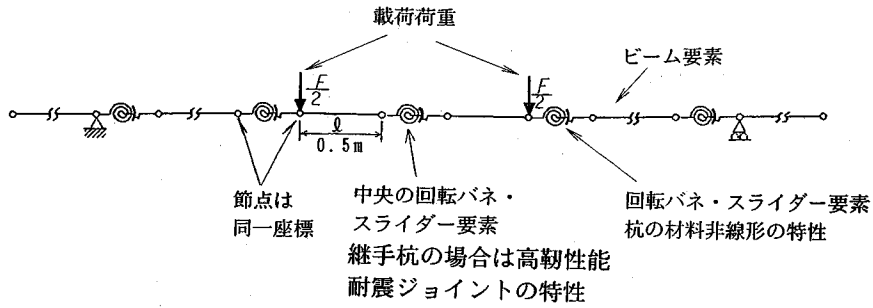 載荷荷重
ビーム要素
F/2
F/2
ℓ
0.5m
節点は
同一座標
中央の回転バネ・
スライダー要素
継手杭の場合は高靭性能
耐震ジョイントの特性
回転バネ・スライダー要素
杭の材料非線形の特性